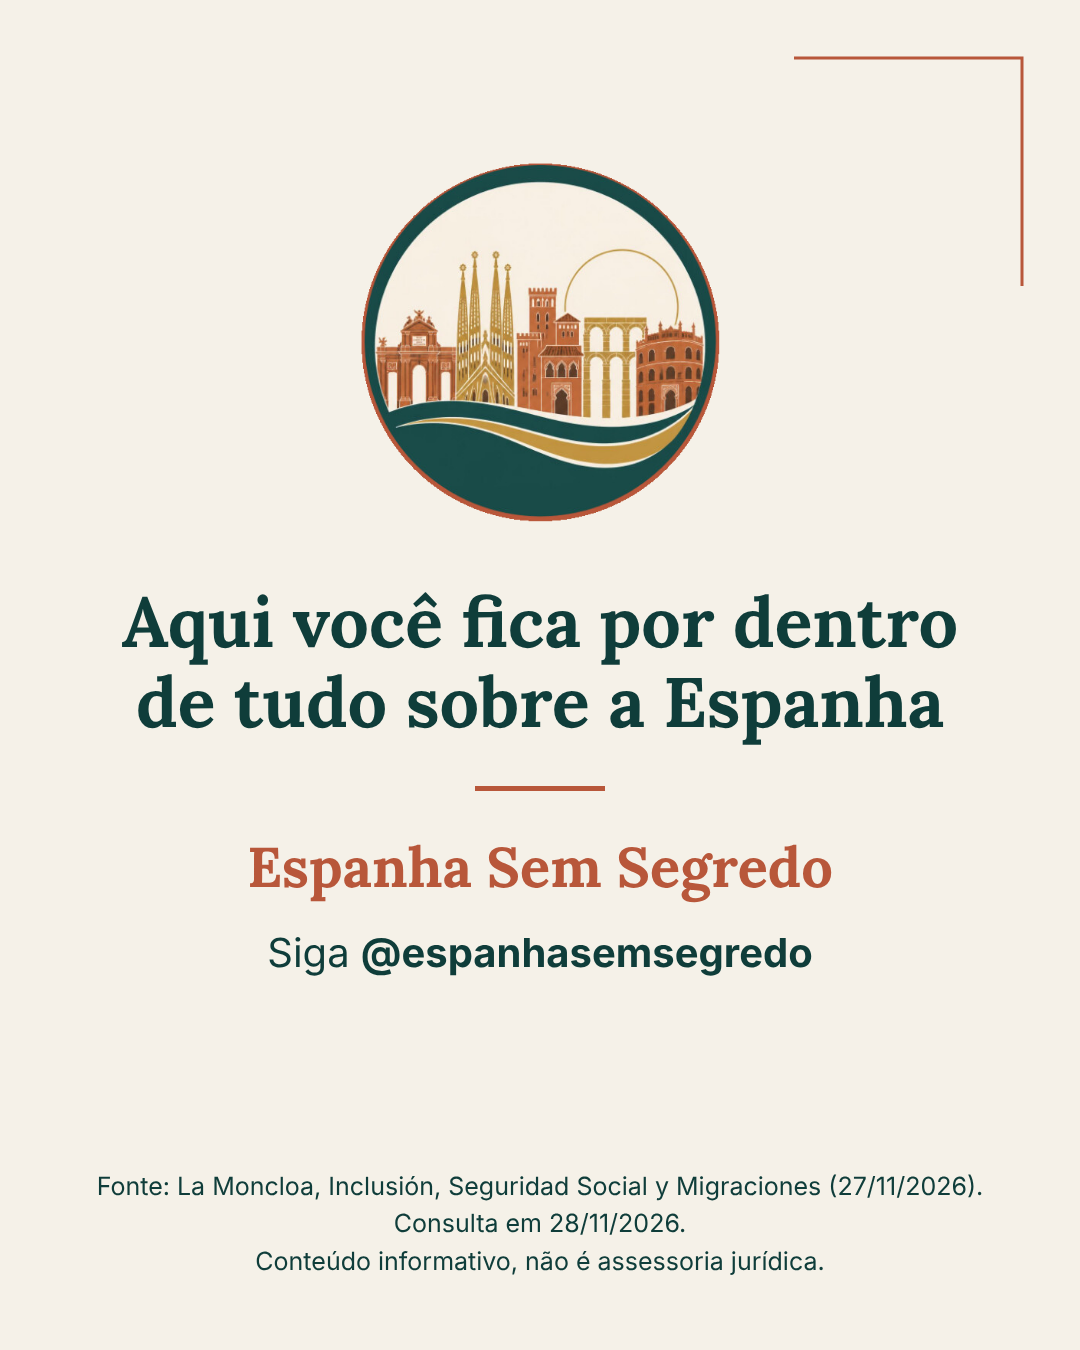 Aqui você fica por dentro
de tudo sobre a Espanha
Espanha Sem Segredo
Siga @espanhasemsegredo
Fonte: La Moncloa, Inclusión, Seguridad Social y Migraciones (27/11/2026).
Consulta em 28/11/2026.
Conteúdo informativo, não é assessoria jurídica.